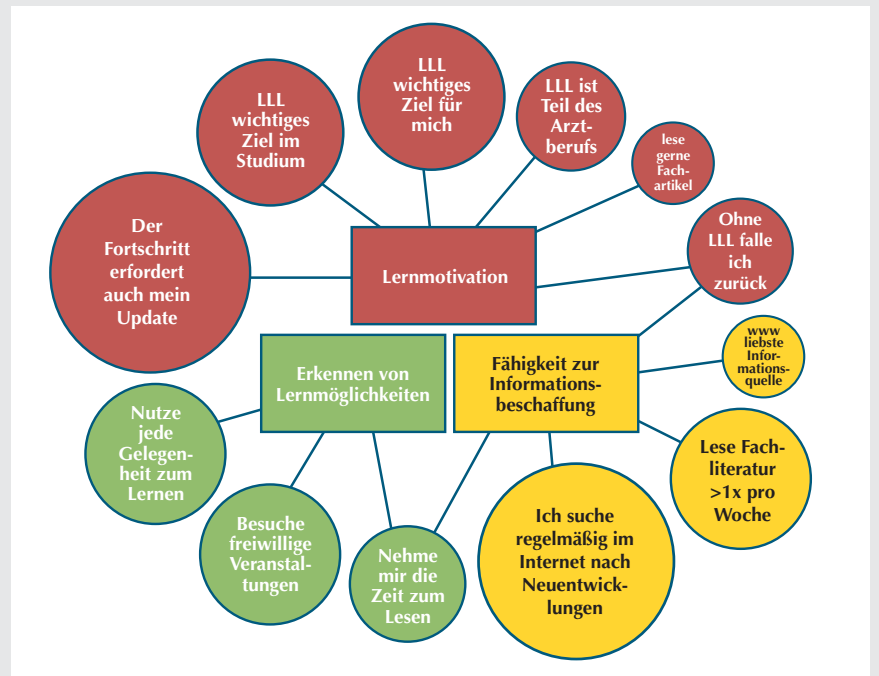 LLL
wichtiges
Ziel für
mich
LLL
wichtiges
Ziel im
Studium
LLL ist
Teil des
Arzt-
berufs
lese
gerne
Fach-
artikel
Der
Fortschritt
erfordert
auch mein
Update
Lernmotivation
Ohne
LLL falle
ich
zurück
www
liebste
Infor-
mations-
quelle
Erkennen von
Lernmöglichkeiten
Fähigkeit zur
Informations-
beschaffung
Nutze
jede
Gelegen-
heit zum
Lernen
Lese Fach-
literatur
>1x pro
Woche
Besuche
freiwillige
Veranstal-
tungen
Nehme
mir die
Zeit zum
Lesen
Ich suche
regelmäßig im
Internet nach
Neuentwick-
lungen